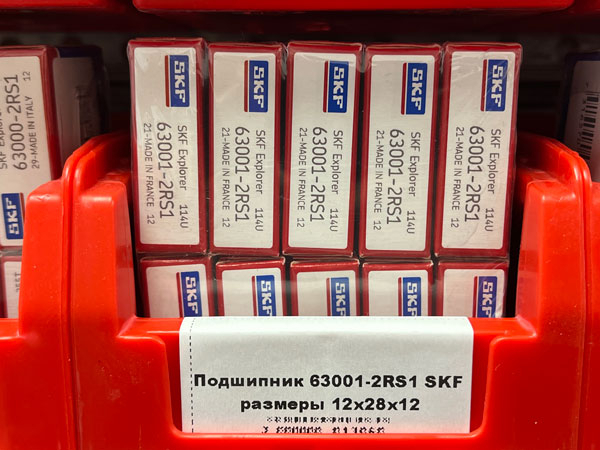 SKF Explorer
63000-2RS1
29-MADE IN ITALY 12
SKF
SKF
SKF Explorer 114U
63001-2RS1
21-MADE IN FRANCE 12
SKF
SKF Explorer 114U
63001-2RS1
21-MADE IN FRANCE 12
SKF
SKF Explorer 114U
63001-2RS1
21-MADE IN FRANCE 12
SKF
SKF Explorer 114U
63001-2RS1
21-MADE IN FRANCE 12
SKF
SKF Explorer 114U
63001-2RS1
21-MADE IN FRANCE 12
SKF
SKF
SKF
SKF
SKF
Подшипник 63001-2RS1 SKF
размеры 12x28x12